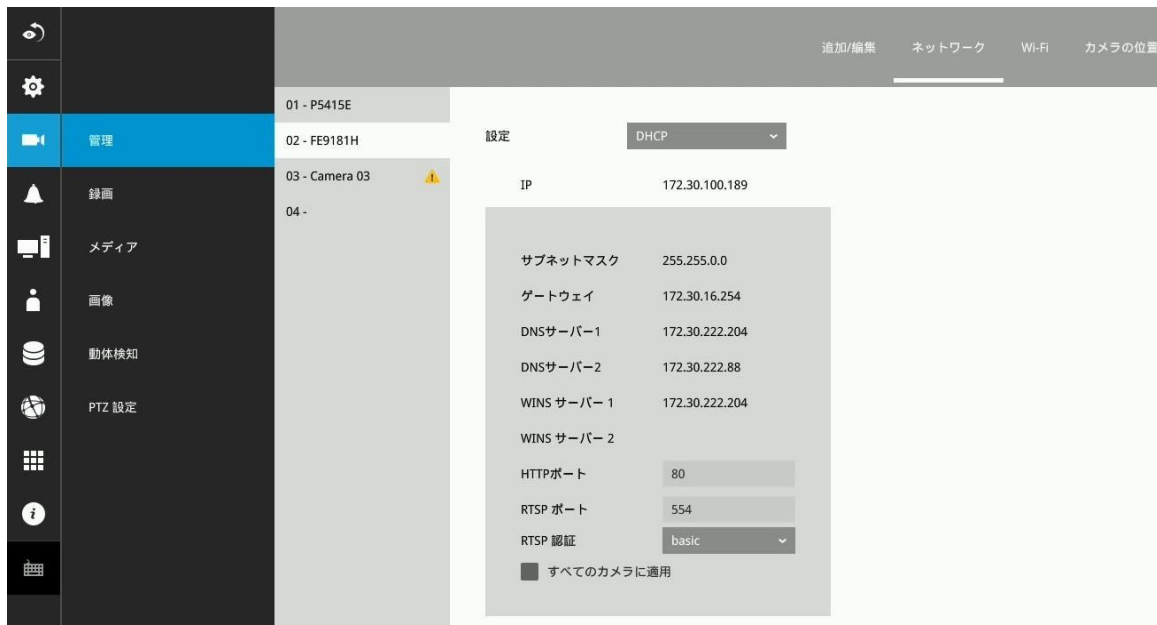 追加/編集
ネットワーク
Wi-Fi
カメラの位置
管理
録画
メディア
画像
動体検知
PTZ 設定
01 - P5415E
02 - FE9181H
03 - Camera 03
04 -
設定 DHCP
IP 172.30.100.189
サブネットマスク 255.255.0.0
ゲートウェイ 172.30.16.254
DNSサーバー1 172.30.222.204
DNSサーバー2 172.30.222.88
WINS サーバー 1 172.30.222.204
WINS サーバー 2
HTTPポート 80
RTSP ポート 554
RTSP 認証 basic
すべてのカメラに適用